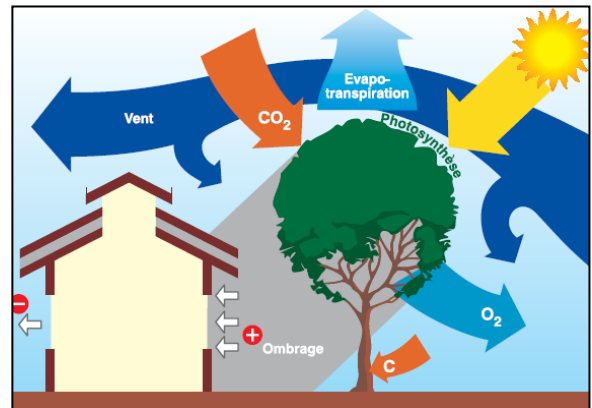 Evapo-
transpiration
Vent
CO₂
Photosynthèse
−
+
Ombrage
O₂
C